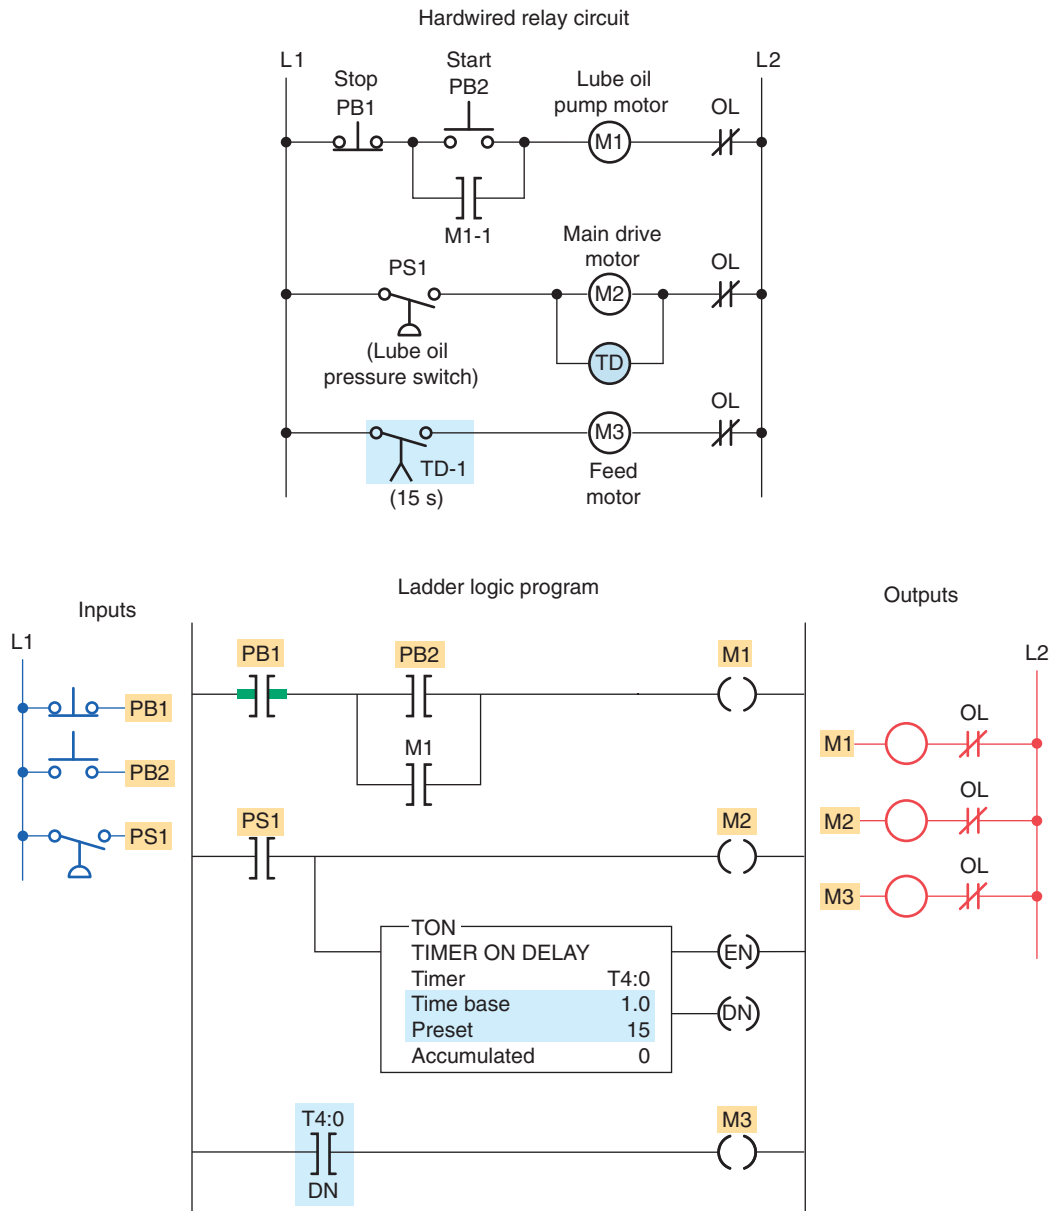 Hardwired relay circuit
L1
L2
Stop
PB1
Start
PB2
Lube oil
pump motor
OL
M1
M1-1
PS1
(Lube oil
pressure switch)
Main drive
motor
OL
M2
TD
TD-1
(15 s)
M3
Feed
motor
OL
Inputs
Ladder logic program
Outputs
L1
L2
PB1
PB2
PS1
PB1
PB2
M1
M1
PS1
M2
TON
TIMER ON DELAY
Timer T4:0
Time base 1.0
Preset 15
Accumulated 0
EN
DN
T4:0
DN
M3
M1
OL
M2
OL
M3
OL